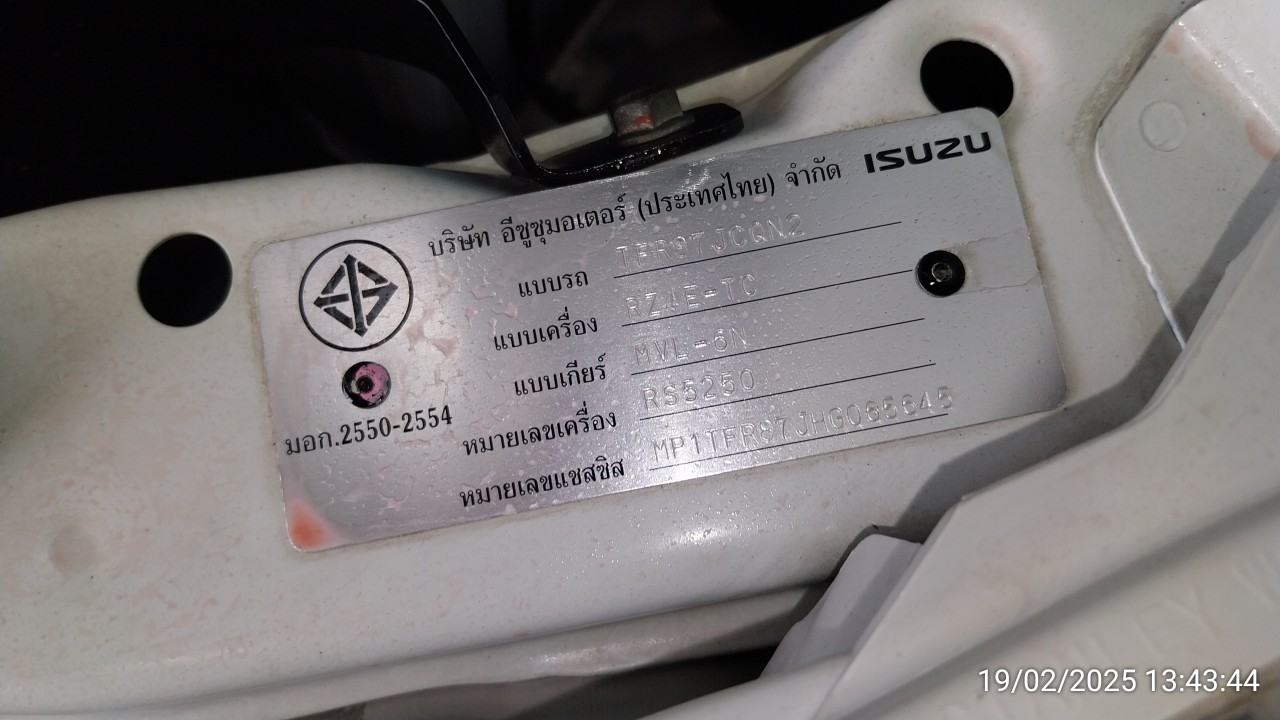 ISUZU
บริษัท อีซูซุมอเตอร์ (ประเทศไทย) จำกัด
แบบรถ TFR87JCQN2
แบบเครื่อง RZ4E-TC
แบบเกียร์ MVL-6N
หมายเลขเครื่อง RS5250
หมายเลขแชสซิส MP1TFR87JHG065645
มอก.2550-2554
19/02/2025 13:43:44